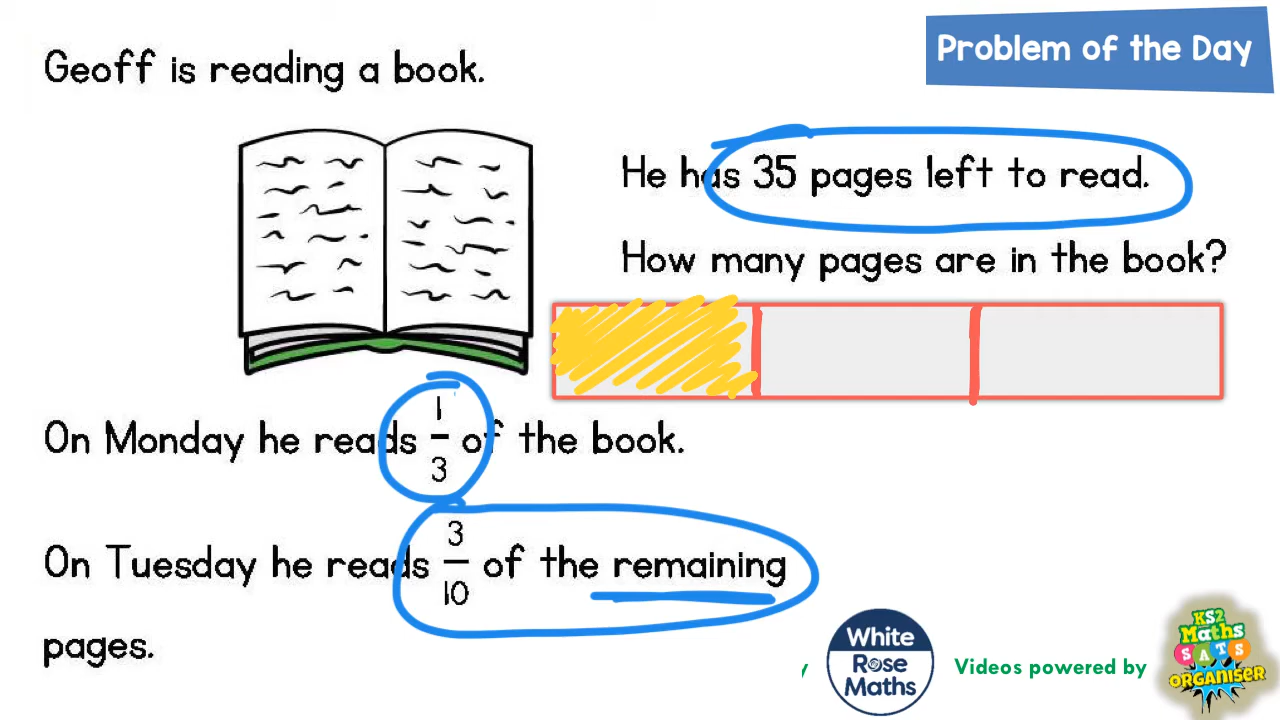 Problem of the Day
Geoff is reading a book.
He has 35 pages left to read.
How many pages are in the book?
On Monday he reads 1/3 of the book.
On Tuesday he reads 3/10 of the remaining
pages.
y
White
Rose
Maths
Videos powered by
KS2
Maths
SATS
ORGANISER